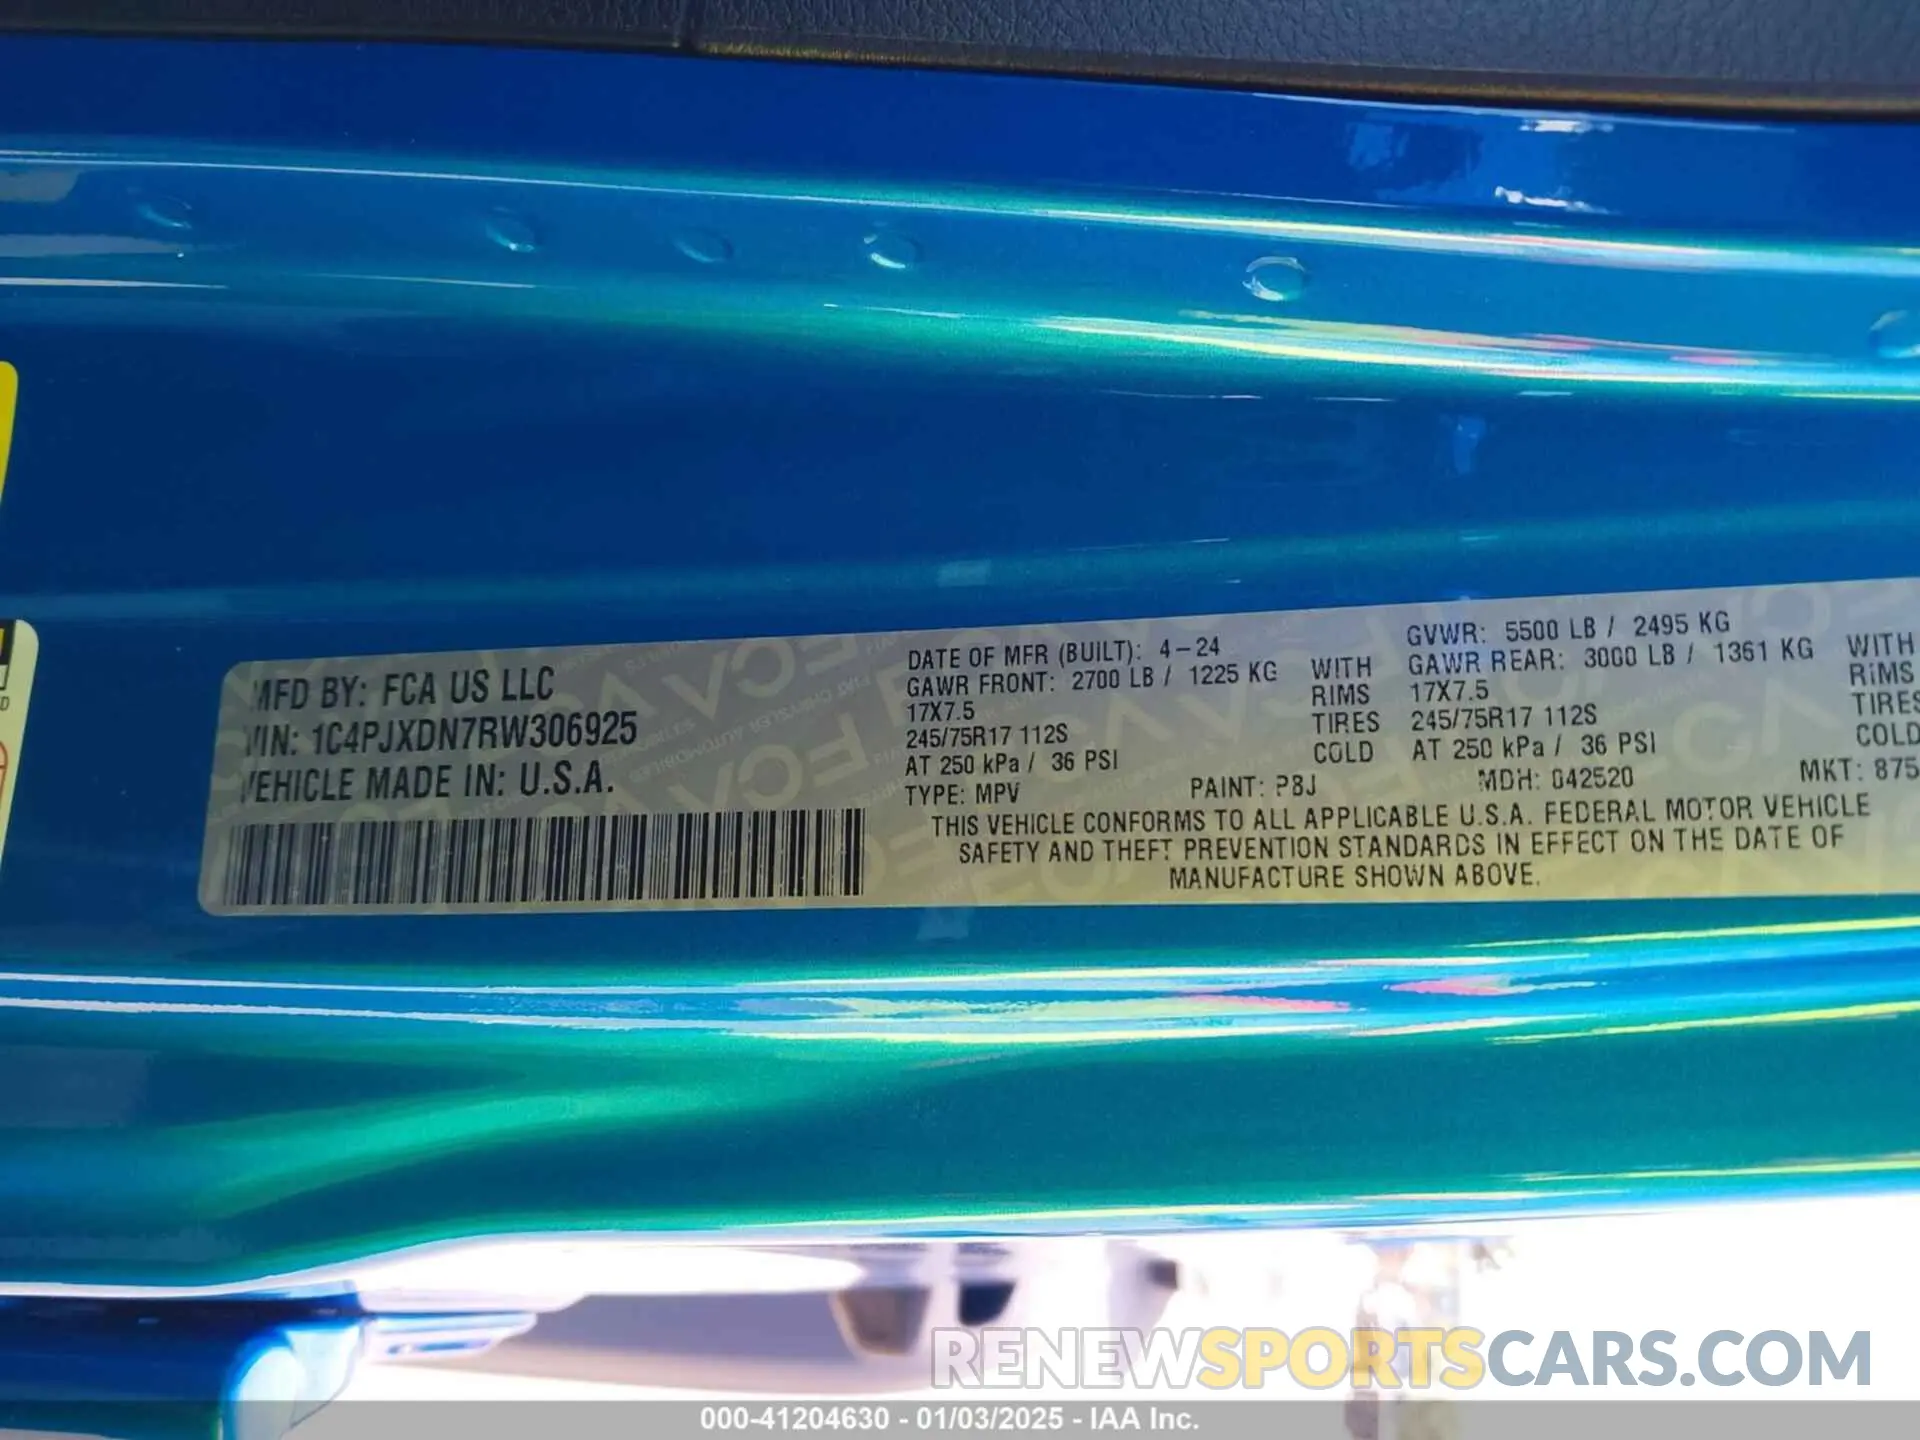 MFD BY: FCA US LLC
VIN: 1C4PJXDN7RW306925
VEHICLE MADE IN: U.S.A.
DATE OF MFR (BUILT): 4-24
GVWR: 5500 LB / 2495 KG
GAWR FRONT: 2700 LB / 1225 KG WITH GAWR REAR: 3000 LB / 1361 KG WITH
17X7.5 RIMS 17X7.5 RIMS
245/75R17 112S TIRES 245/75R17 112S TIRES
AT 250 kPa / 36 PSI COLD AT 250 kPa / 36 PSI COLD
TYPE: MPV PAINT: PBJ MDH: 042520 MKT: 875
THIS VEHICLE CONFORMS TO ALL APPLICABLE U.S.A. FEDERAL MOTOR VEHICLE
SAFETY AND THEFT PREVENTION STANDARDS IN EFFECT ON THE DATE OF
MANUFACTURE SHOWN ABOVE.
RENEWSPORTSCARS.COM
000-41204630 - 01/03/2025 - IAA Inc.